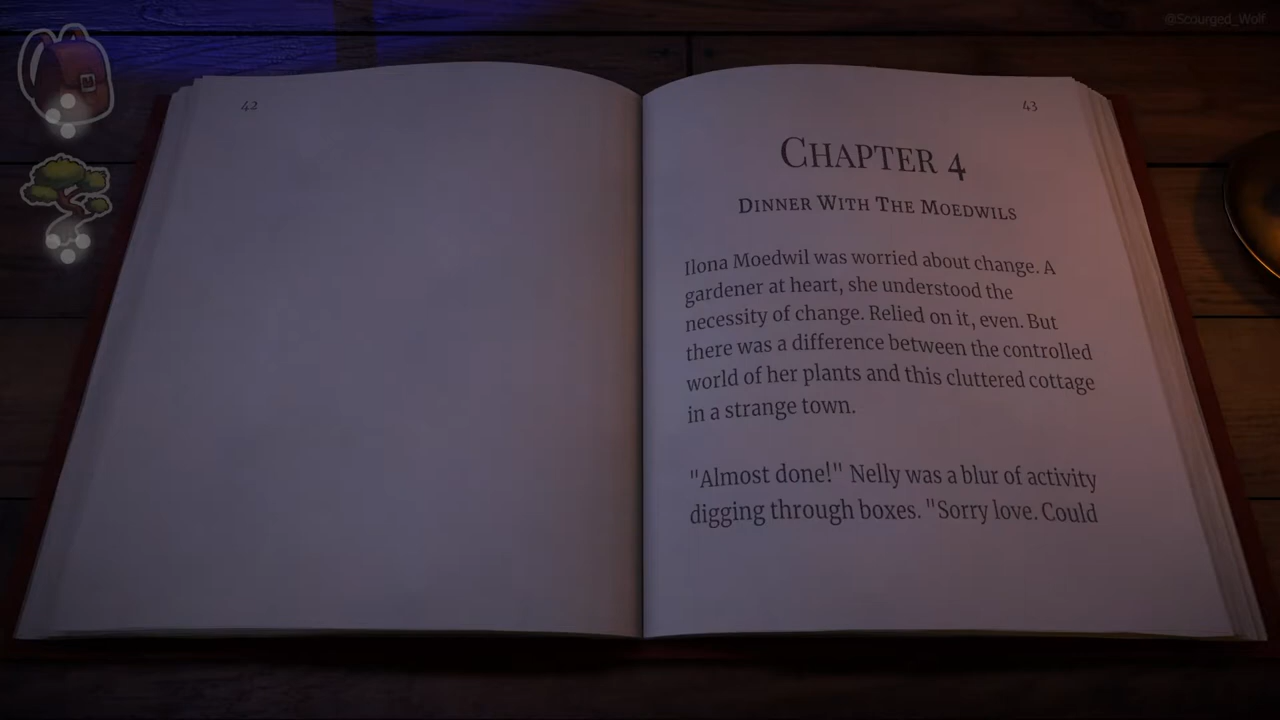 @Scourged_Wolf
42
43
Chapter 4
Dinner With The Moedwils
Ilona Moedwil was worried about change. A
gardener at heart, she understood the
necessity of change. Relied on it, even. But
there was a difference between the controlled
world of her plants and this cluttered cottage
in a strange town.
"Almost done!" Nelly was a blur of activity
digging through boxes. "Sorry love. Could